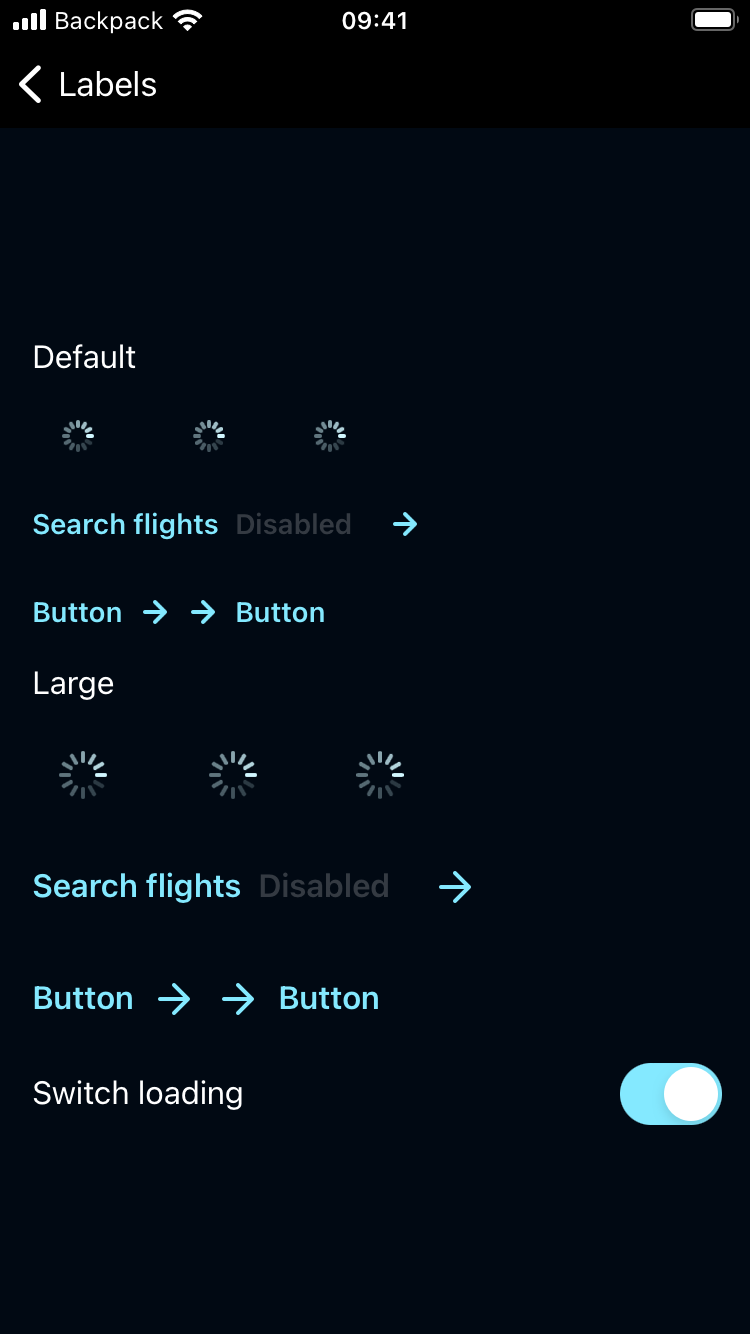 Backpack 09:41
Labels
Default
Search flights Disabled
Button Button
Large
Search flights Disabled
Button Button
Switch loading